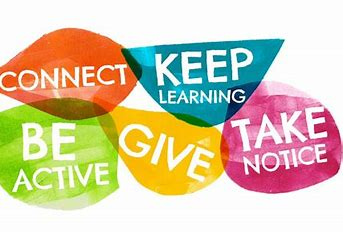 CONNECT
KEEP
LEARNING
BE
ACTIVE
GIVE
TAKE
NOTICE